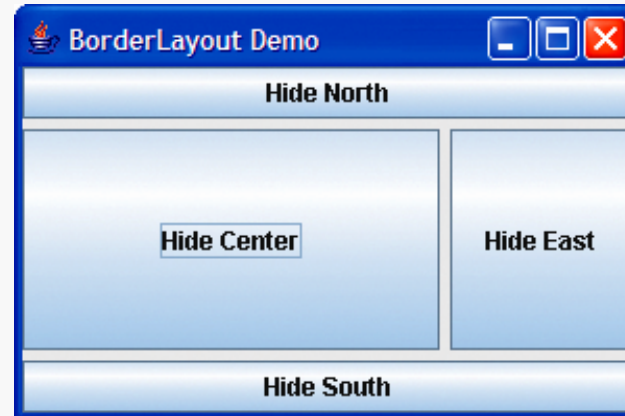 BorderLayout Demo
Hide North
Hide Center
Hide East
Hide South